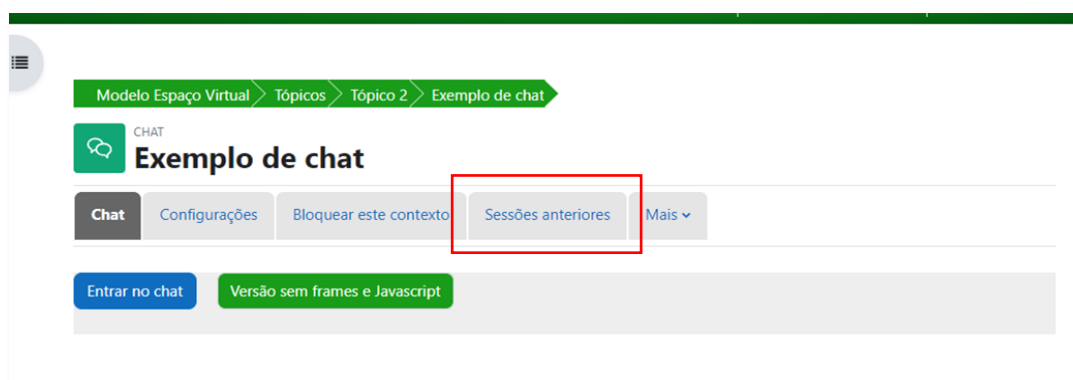 Modelo Espaço Virtual Tópicos Tópico 2 Exemplo de chat
CHAT
Exemplo de chat
Chat Configurações Bloquear este contexto Sessões anteriores Mais
Entrar no chat Versão sem frames e Javascript